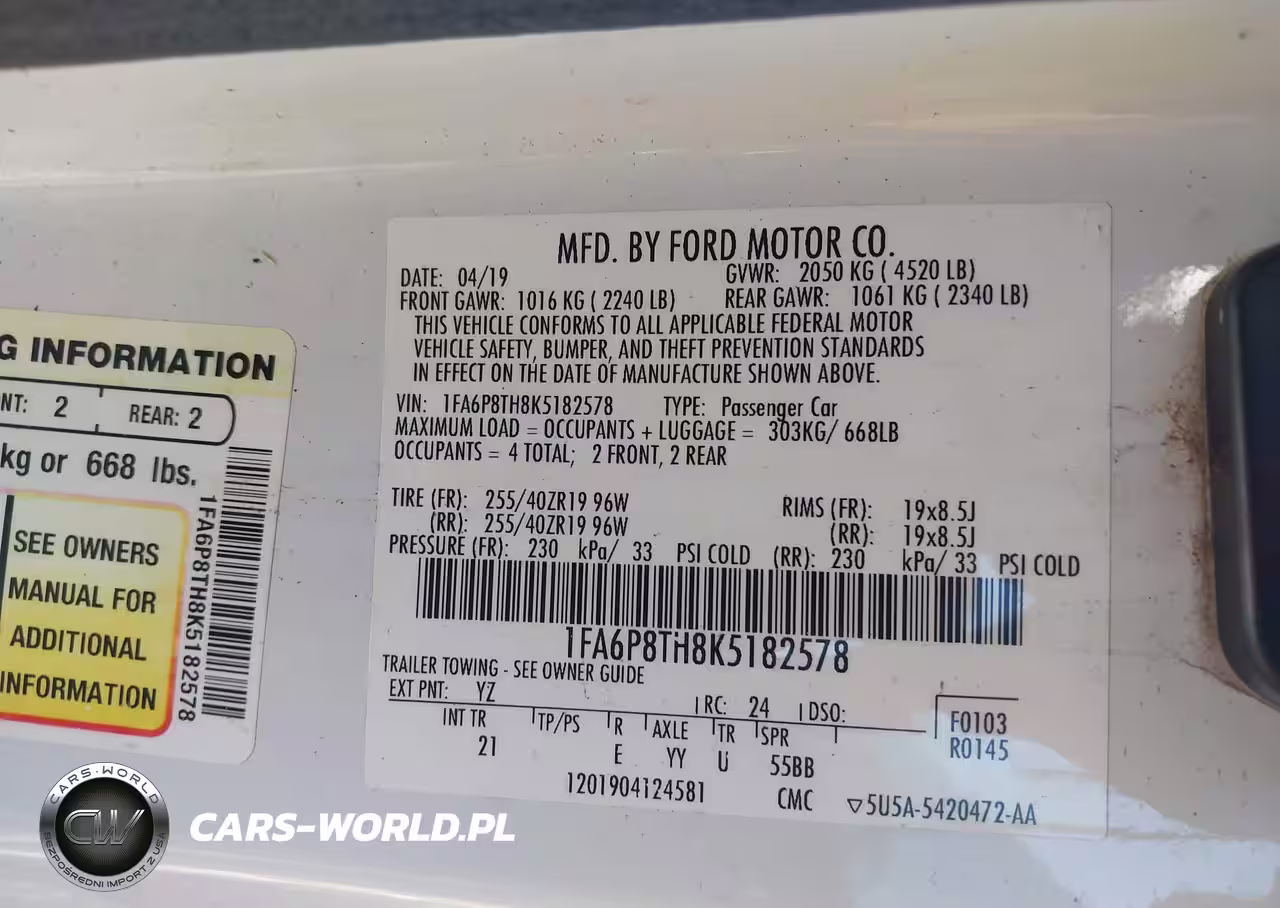 MFD. BY FORD MOTOR CO.
DATE: 04/19 GVWR: 2050 KG ( 4520 LB)
FRONT GAWR: 1016 KG ( 2240 LB) REAR GAWR: 1061 KG ( 2340 LB)
THIS VEHICLE CONFORMS TO ALL APPLICABLE FEDERAL MOTOR
VEHICLE SAFETY, BUMPER, AND THEFT PREVENTION STANDARDS
IN EFFECT ON THE DATE OF MANUFACTURE SHOWN ABOVE.
VIN: 1FA6P8TH8K5182578 TYPE: Passenger Car
MAXIMUM LOAD = OCCUPANTS + LUGGAGE = 303KG/ 668LB
OCCUPANTS = 4 TOTAL; 2 FRONT, 2 REAR
TIRE (FR): 255/40ZR19 96W RIMS (FR): 19x8.5J
(RR): 255/40ZR19 96W (RR): 19x8.5J
PRESSURE (FR): 230 kPa/ 33 PSI COLD (RR): 230 kPa/ 33 PSI COLD
1FA6P8TH8K5182578
TRAILER TOWING - SEE OWNER GUIDE
EXT PNT: YZ RC: 24 DSO:
INT TR TP/PS R AXLE TR SPR F0103
21 E YY U 55BB R0145
1201904124581 CMC ▽5U5A-5420472-AA
G INFORMATION
NT: 2 REAR: 2
kg or 668 lbs.
SEE OWNERS
MANUAL FOR
ADDITIONAL
INFORMATION
1FA6P8TH8K5182578
CARS-WORLD
CW
BEZPOŚREDNI IMPORT Z USA
CARS-WORLD.PL